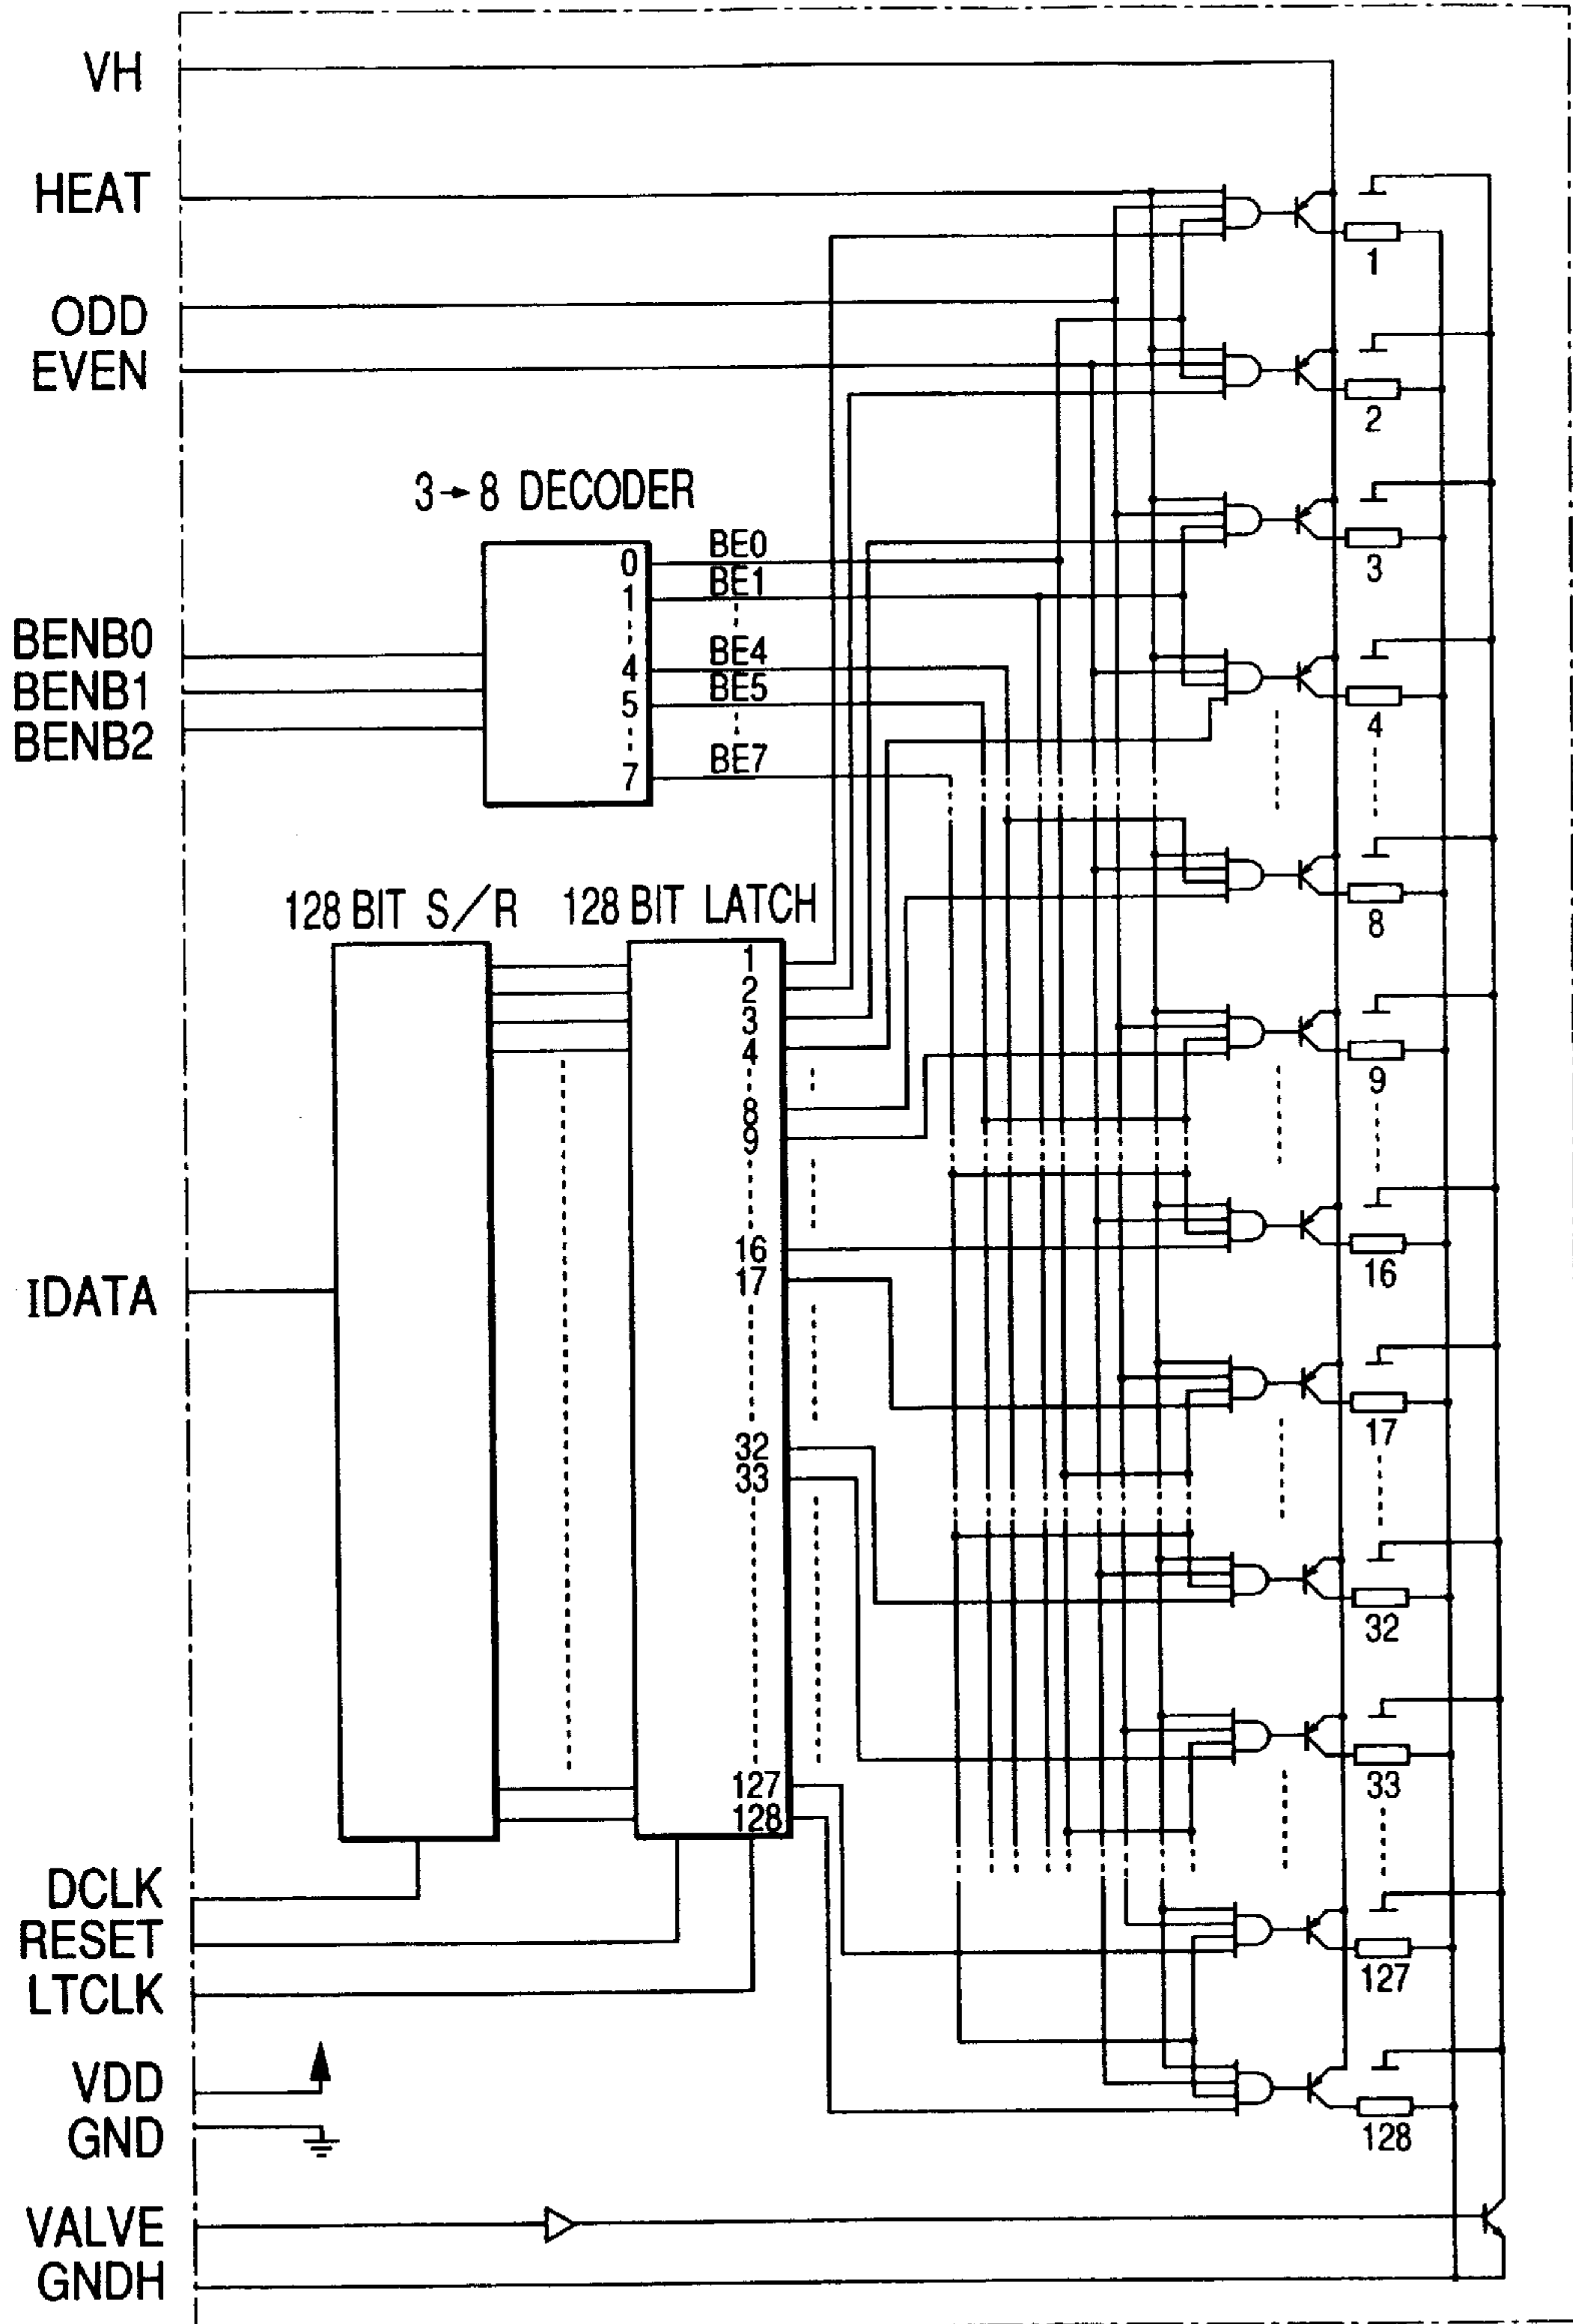 VH
HEAT
ODD
EVEN
BENB0
BENB1
BENB2
3→8 DECODER
0
1
4
5
7
BE0
BE1
BE4
BE5
BE7
128 BIT S/R
128 BIT LATCH
1
2
3
4
8
9
16
17
32
33
127
128
IDATA
DCLK
RESET
LTCLK
VDD
GND
VALVE
GNDH
1
2
3
4
8
9
16
17
32
33
127
128